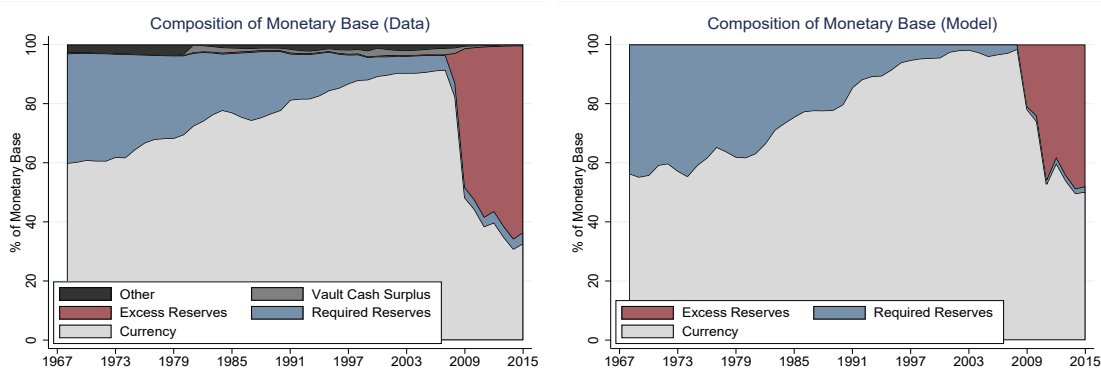 Composition of Monetary Base (Data)
% of Monetary Base
100
80
60
40
20
0
Other
Vault Cash Surplus
Excess Reserves
Required Reserves
Currency
1967 1973 1979 1985 1991 1997 2003 2009 2015
Composition of Monetary Base (Model)
% of Monetary Base
100
80
60
40
20
0
Excess Reserves
Required Reserves
Currency
1967 1973 1979 1985 1991 1997 2003 2009 2015